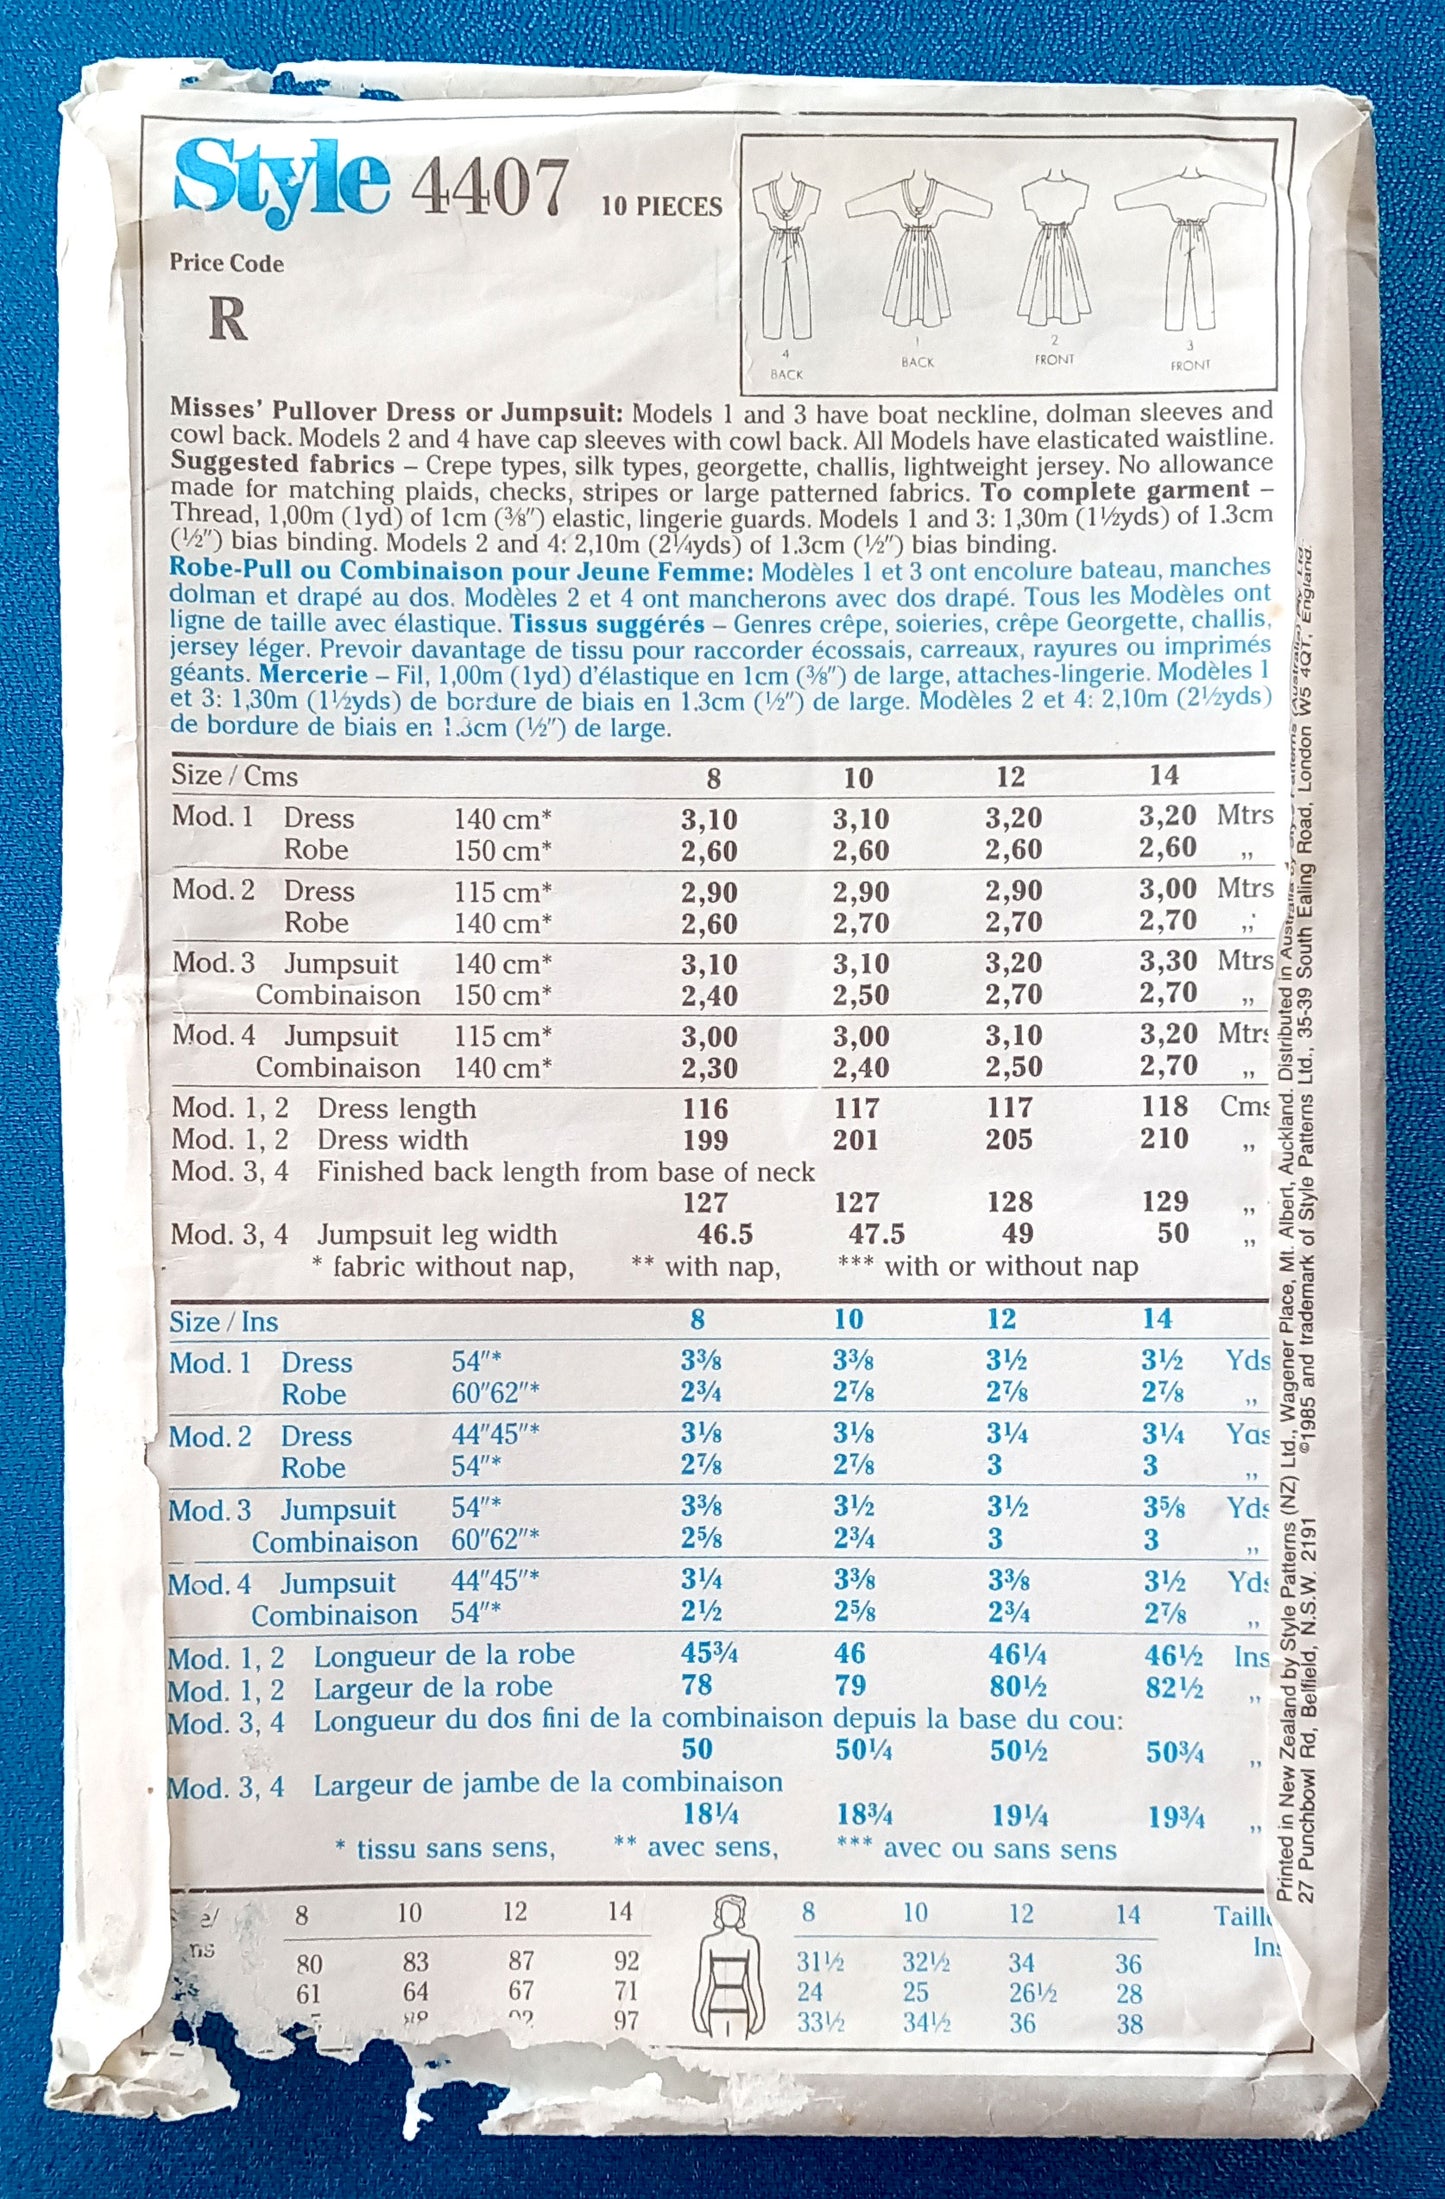 Style 4407 10 PIECES
Price Code
R
4
BACK
1
BACK
2
FRONT
3
FRONT
Misses' Pullover Dress or Jumpsuit: Models 1 and 3 have boat neckline, dolman sleeves and
cowl back. Models 2 and 4 have cap sleeves with cowl back. All Models have elasticated waistline.
Suggested fabrics – Crepe types, silk types, georgette, challis, lightweight jersey. No allowance
made for matching plaids, checks, stripes or large patterned fabrics. To complete garment –
Thread, 1,00m (1yd) of 1cm (⅜") elastic, lingerie guards. Models 1 and 3: 1,30m (1½yds) of 1.3cm
(½") bias binding. Models 2 and 4: 2,10m (2¼yds) of 1.3cm (½") bias binding.
Robe-Pull ou Combinaison pour Jeune Femme: Modèles 1 et 3 ont encolure bateau, manches
dolman et drapé au dos. Modèles 2 et 4 ont mancherons avec dos drapé. Tous les Modèles ont
ligne de taille avec élastique. Tissus suggérés – Genres crêpe, soieries, crêpe Georgette, challis,
jersey léger. Prevoir davantage de tissu pour raccorder écossais, carreaux, rayures ou imprimés
géants. Mercerie – Fil, 1,00m (1yd) d'élastique en 1cm (⅜") de large, attaches-lingerie. Modèles 1
et 3: 1,30m (1½yds) de bordure de biais en 1.3cm (½") de large. Modèles 2 et 4: 2,10m (2½yds)
de bordure de biais en 1.3cm (½") de large.
Size / Cms 8 10 12 14
Mod. 1 Dress 140 cm* 3,10 3,10 3,20 3,20 Mtrs
Robe 150 cm* 2,60 2,60 2,60 2,60 ,,
Mod. 2 Dress 115 cm* 2,90 2,90 2,90 3,00 Mtrs
Robe 140 cm* 2,60 2,70 2,70 2,70 ,,
Mod. 3 Jumpsuit 140 cm* 3,10 3,10 3,20 3,30 Mtrs
Combinaison 150 cm* 2,40 2,50 2,70 2,70 ,,
Mod. 4 Jumpsuit 115 cm* 3,00 3,00 3,10 3,20 Mtrs
Combinaison 140 cm* 2,30 2,40 2,50 2,70 ,,
Mod. 1, 2 Dress length 116 117 117 118 Cms
Mod. 1, 2 Dress width 199 201 205 210 ,,
Mod. 3, 4 Finished back length from base of neck
127 127 128 129 ,,
Mod. 3, 4 Jumpsuit leg width 46.5 47.5 49 50 ,,
* fabric without nap, ** with nap, *** with or without nap
Size / Ins 8 10 12 14
Mod. 1 Dress 54"* 3⅜ 3⅜ 3½ 3½ Yds
Robe 60"62"* 2¾ 2⅞ 2⅞ 2⅞ ,,
Mod. 2 Dress 44"45"* 3⅛ 3⅛ 3¼ 3¼ Yds
Robe 54"* 2⅞ 2⅞ 3 3 ,,
Mod. 3 Jumpsuit 54"* 3⅜ 3½ 3½ 3⅝ Yds
Combinaison 60"62"* 2⅝ 2¾ 3 3 ,,
Mod. 4 Jumpsuit 44"45"* 3¼ 3⅜ 3⅜ 3½ Yds
Combinaison 54"* 2½ 2⅝ 2¾ 2⅞ ,,
Mod. 1, 2 Longueur de la robe 45¾ 46 46¼ 46½ Ins
Mod. 1, 2 Largeur de la robe 78 79 80½ 82½ ,,
Mod. 3, 4 Longueur du dos fini de la combinaison depuis la base du cou:
50 50¼ 50½ 50¾ ,,
Mod. 3, 4 Largeur de jambe de la combinaison
18¼ 18¾ 19¼ 19¾ ,,
* tissu sans sens, ** avec sens, *** avec ou sans sens
8 10 12 14 8 10 12 14 Taille
80 83 87 92 31½ 32½ 34 36 Ins
61 64 67 71 24 25 26½ 28
97 33½ 34½ 36 38
Printed in New Zealand by Style Patterns (NZ) Ltd., Wagener Place, Mt. Albert, Auckland. Distributed in Australia by Style Patterns (Australia) Pty Ltd.
27 Punchbowl Rd, Belfield, N.S.W. 2191 ©1985 and trademark of Style Patterns Ltd., 35-39 South Ealing Road, London W5 4QT, England.